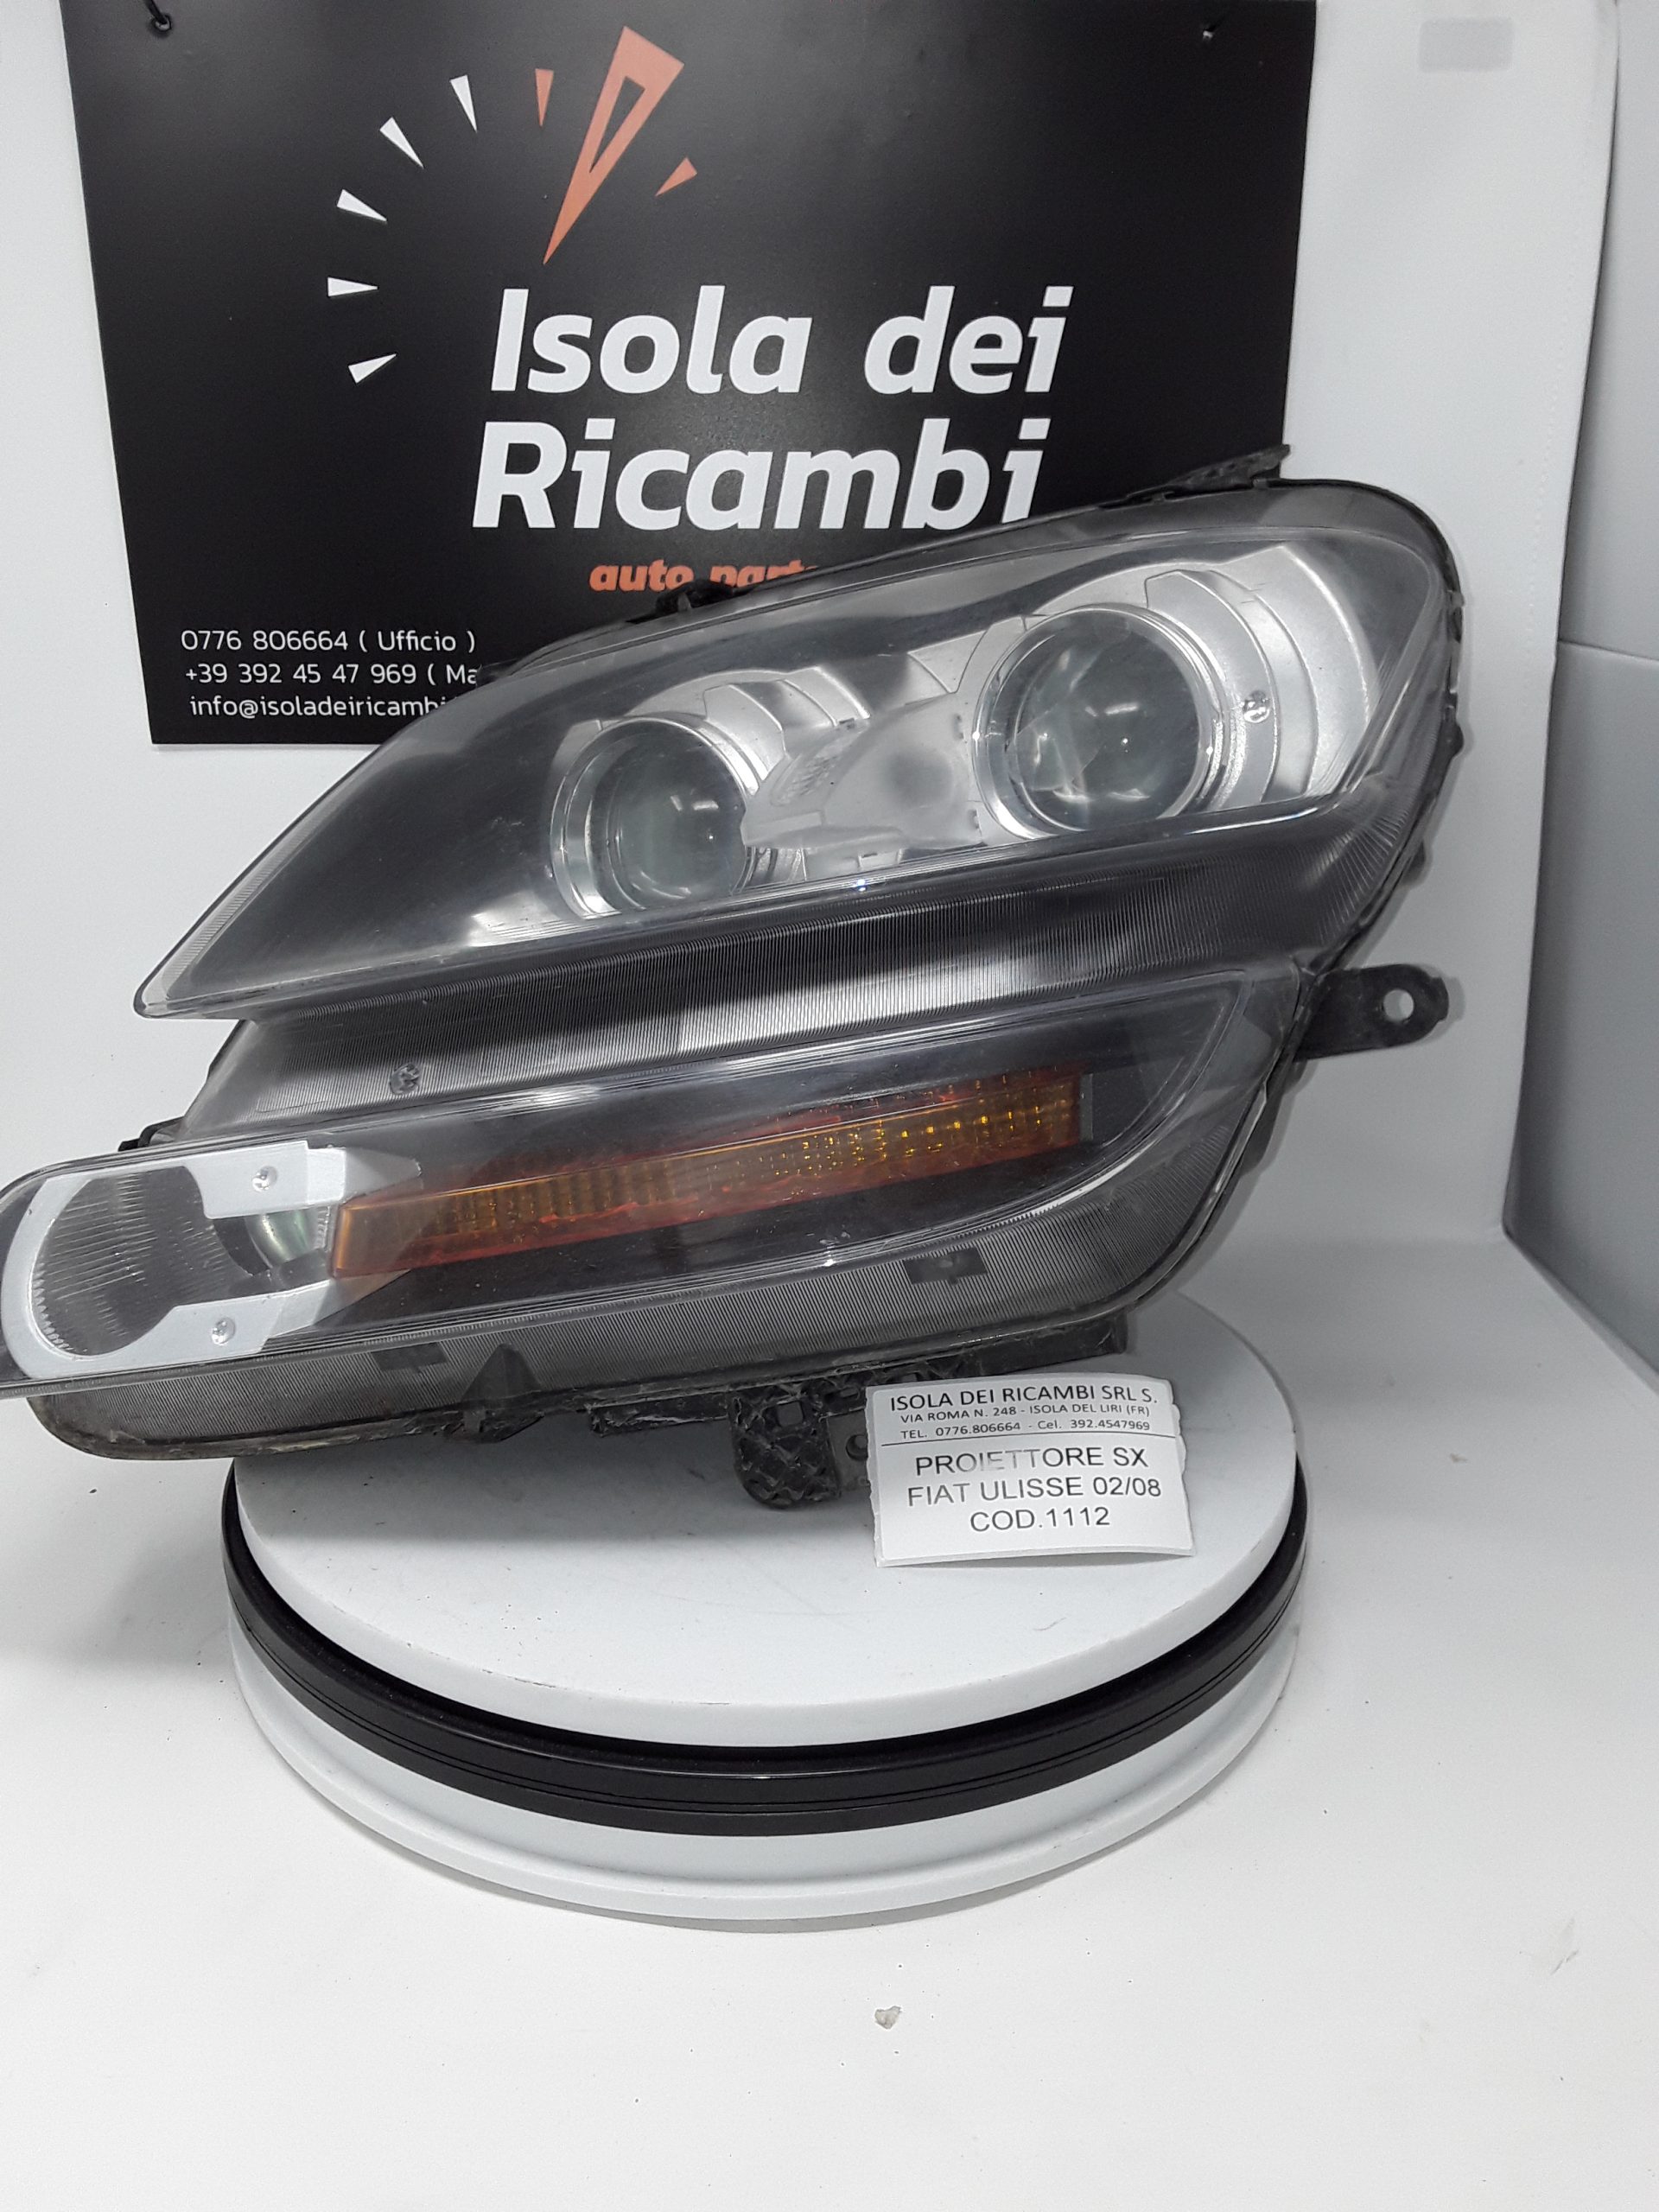 Isola dei
Ricambi
auto
0776 806664 ( Ufficio )
+39 392 45 47 969 (
ISOLA DEI RICAMBI SRL S.
VIA ROMA N. 248 - ISOLA DEL LIRI (FR)
TEL. 0776.806664 - Cel. 392.4547969
PROIETTORE SX
FIAT ULISSE 02/08
COD.1112